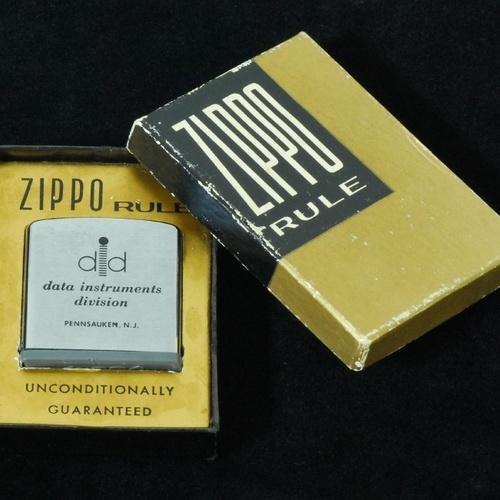 ZIPPO
RULE
ZIPPO RULE
did
data instruments
division
PENNSAUKEN, N.J.
UNCONDITIONALLY
GUARANTEED